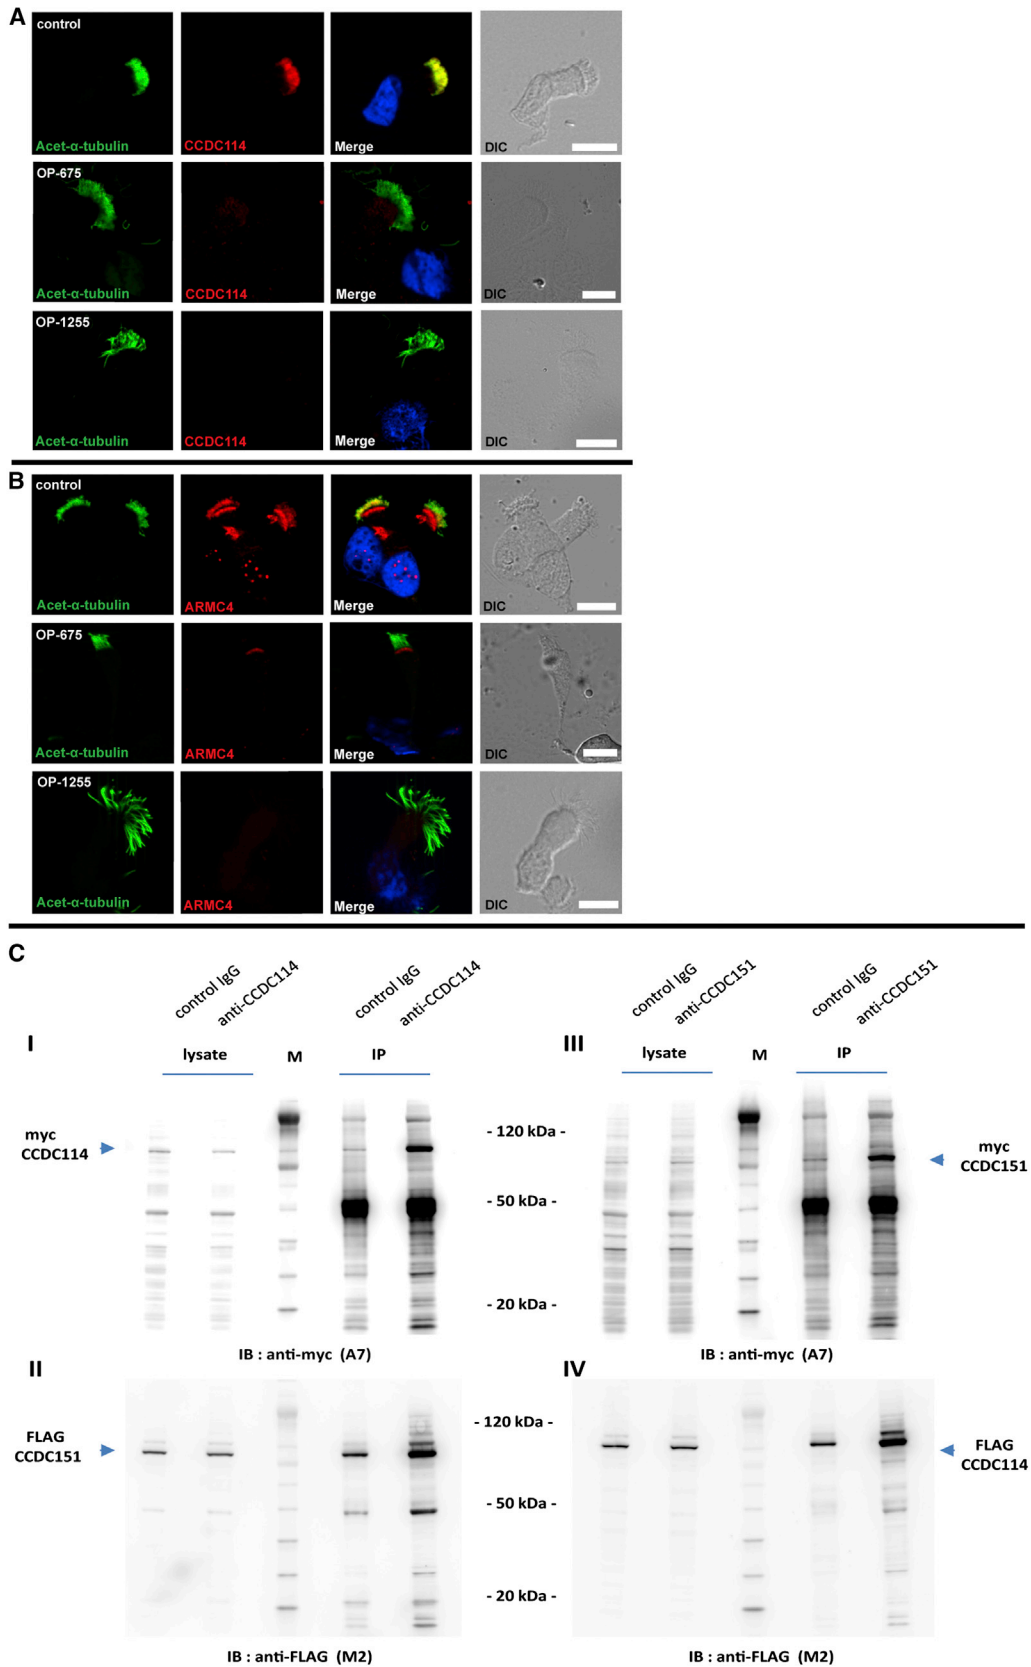 A
control
Acet-α-tubulin
CCDC114
Merge
DIC
OP-675
Acet-α-tubulin
CCDC114
Merge
DIC
OP-1255
Acet-α-tubulin
CCDC114
Merge
DIC
B
control
Acet-α-tubulin
ARMC4
Merge
DIC
OP-675
Acet-α-tubulin
ARMC4
Merge
DIC
OP-1255
Acet-α-tubulin
ARMC4
Merge
DIC
C
control IgG
anti-CCDC114
control IgG
anti-CCDC114
control IgG
anti-CCDC151
control IgG
anti-CCDC151
I
lysate
M
IP
III
lysate
M
IP
myc
CCDC114
- 120 kDa -
- 50 kDa -
- 20 kDa -
myc
CCDC151
IB : anti-myc (A7)
IB : anti-myc (A7)
II
IV
FLAG
CCDC151
- 120 kDa -
- 50 kDa -
- 20 kDa -
FLAG
CCDC114
IB : anti-FLAG (M2)
IB : anti-FLAG (M2)